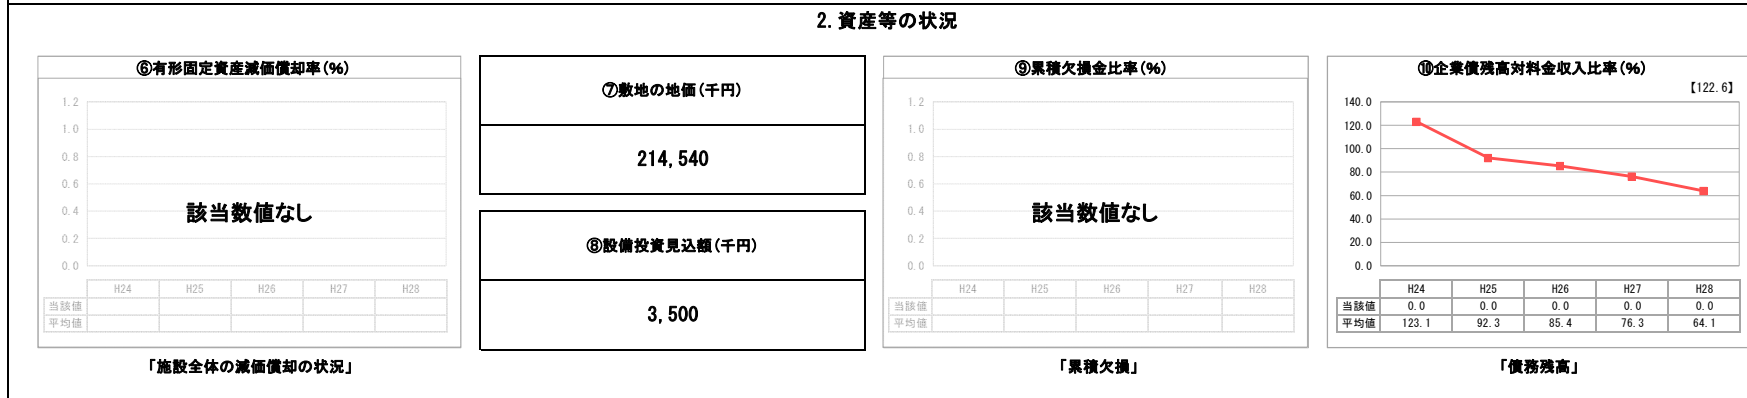 2. 資産等の状況
⑥有形固定資産減価償却率(%)
1.2
1.0
0.8
0.6
0.4
0.2
0.0
該当数値なし
H24 H25 H26 H27 H28
当該値
平均値
「施設全体の減価償却の状況」
⑦敷地の地価(千円)
214,540
⑧設備投資見込額(千円)
3,500
⑨累積欠損金比率(%)
1.2
1.0
0.8
0.6
0.4
0.2
0.0
該当数値なし
H24 H25 H26 H27 H28
当該値
平均値
「累積欠損」
⑩企業債残高対料金収入比率(%)
【122.6】
140.0
120.0
100.0
80.0
60.0
40.0
20.0
0.0
H24 H25 H26 H27 H28
当該値 0.0 0.0 0.0 0.0 0.0
平均値 123.1 92.3 85.4 76.3 64.1
「債務残高」